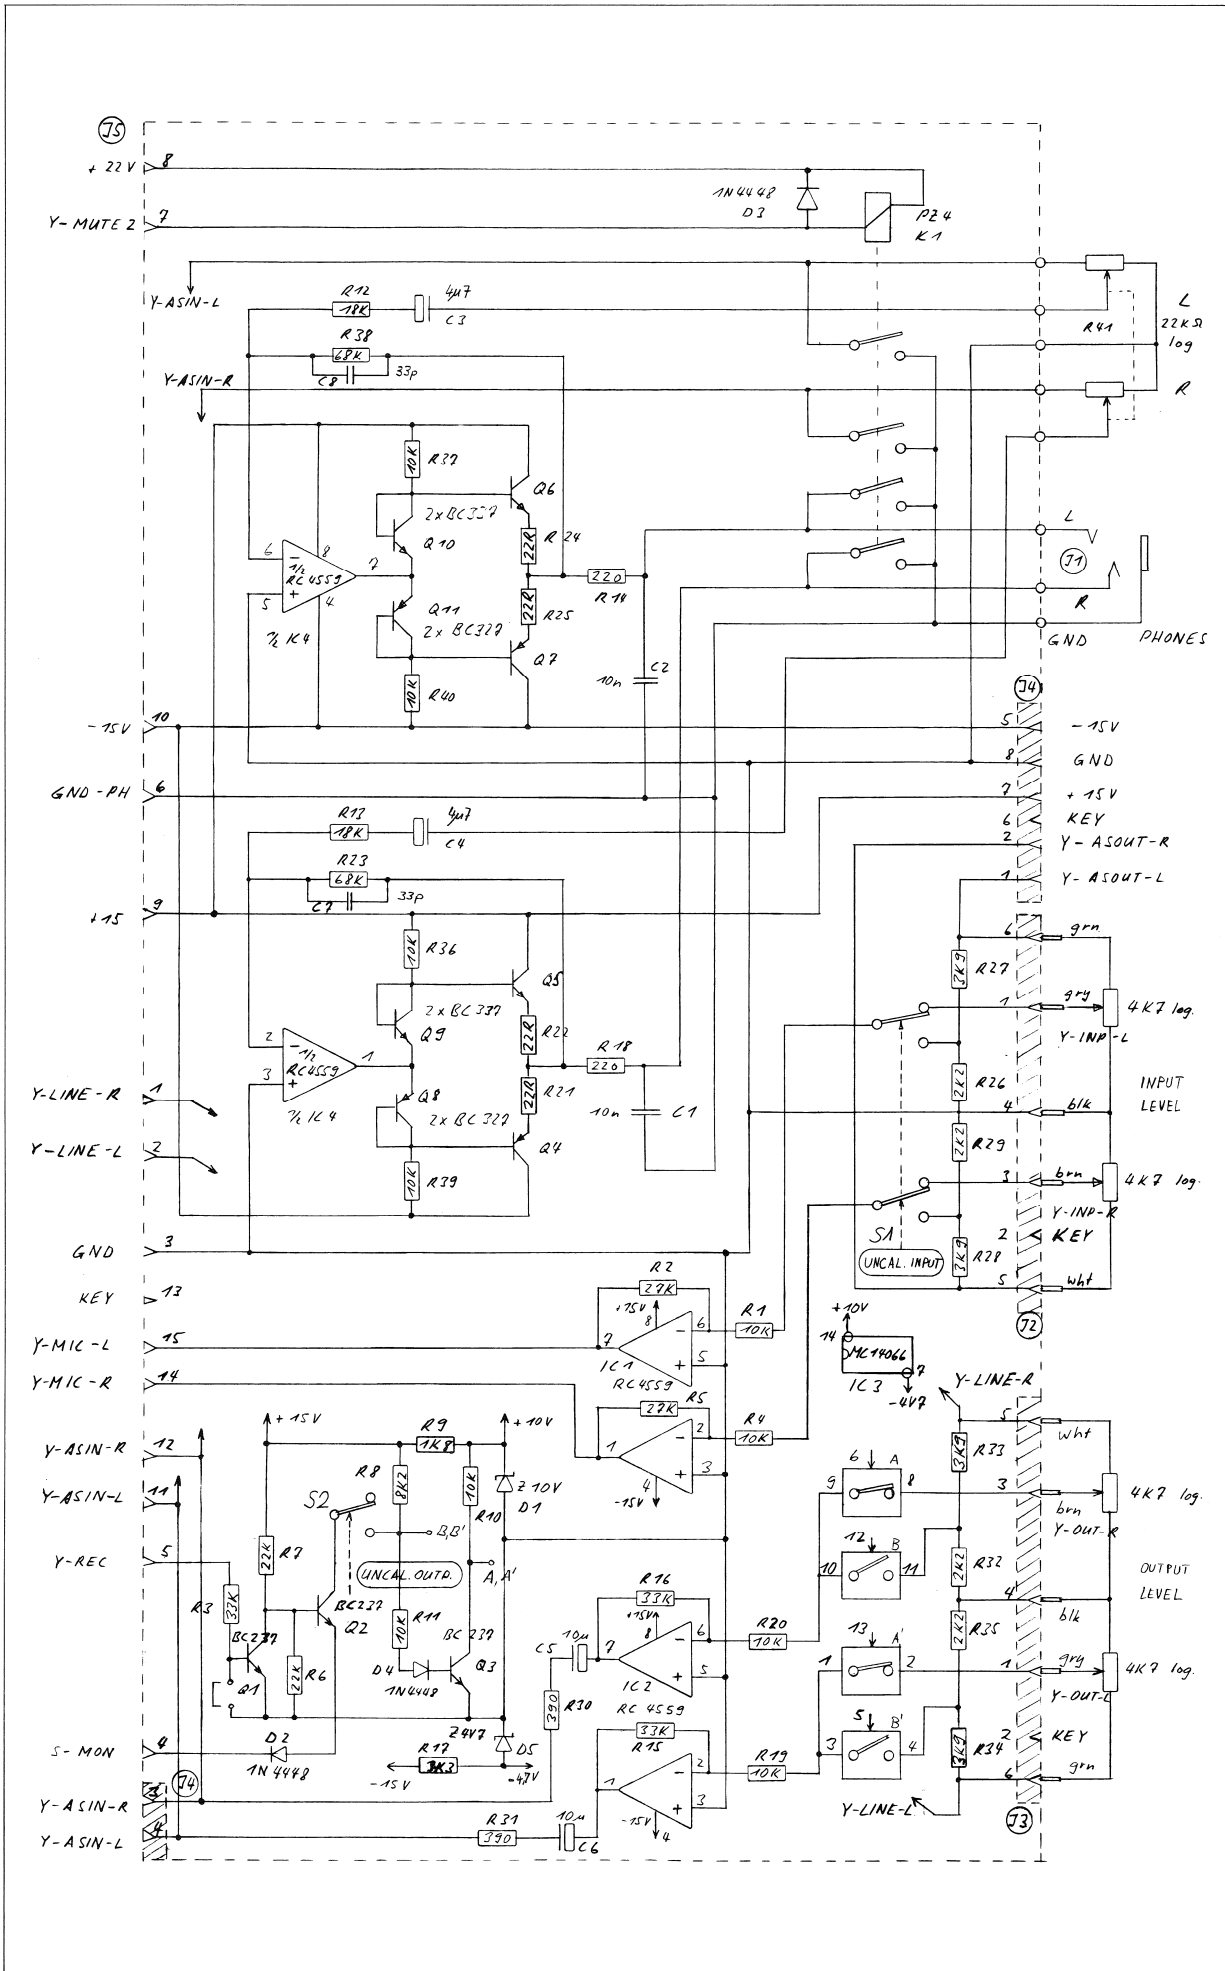 J5
+ 22V 8
1N4448
D3
PZ4
K1
Y-MUTE 2 7
Y-ASIN-L
R12
18K
4µ7
C3
R41
L
22KΩ
log
R38
68K
C8
33p
Y-ASIN-R
R
R37
10K
Q6
2xBC337
Q10
R24
22R
6
5
1/2
RC4559
8
4
7
1/2 IC4
220
R14
R25
22R
Q11
2x BC327
Q7
L
J1
R
GND
PHONES
C2
10n
R40
10K
J4
-15V 10
5 -15V
8 GND
GND-PH 6
7 +15V
6 KEY
2 Y-ASOUT-R
1 Y-ASOUT-L
R13
18K
4µ7
C4
R23
68K
C7
33p
+15 9
R36
10K
Q5
2xBC337
Q9
R22
22R
2
3
1/2
RC4559
1
1/2 IC4
R18
220
R21
22R
Q8
2xBC327
Q4
10n
C1
R39
10K
Y-LINE-R 1
Y-LINE-L 2
6 grn
R27
3K9
1 gry
4K7 log.
Y-INP-L
R26
2K2
INPUT
LEVEL
4 blk
R29
2K2
3 brn
4K7 log.
Y-INP-R
S1
UNCAL. INPUT
2 KEY
R28
3K9
5 wht
J2
GND 3
KEY 13
Y-MIC-L 15
Y-MIC-R 14
R2
27K
+15V
8
7
6
5
IC1
RC4559
R1
10K
R5
27K
1
2
3
-15V
4
R4
10K
+10V
14
MC14066
7
IC3
-4V7
Y-LINE-R
5 wht
R33
3K9
3 brn
4K7 log.
Y-OUT-R
Y-ASIN-R 12
Y-ASIN-L 11
Y-REC 5
+15V
R9
1K8
+10V
R8
8K2
S2
R10
10K
Z10V
D1
B,B'
UNCAL. OUTP.
A,A'
R7
22K
R3
33K
BC237
Q2
R11
10K
BC237
Q3
BC237
Q1
R6
22K
D4
1N4448
6 A
9 8
12 B
10 11
R32
2K2
OUTPUT
LEVEL
4 blk
R35
2K2
R16
33K
+15V
8
7
6
5
IC2
RC4559
R20
10K
C5
10µ
R30
390
13 A'
1 2
1 gry
4K7 log.
Y-OUT-L
5 B'
3 4
2 KEY
R34
3K9
6 grn
Y-LINE-L
J3
S-MON 4
D2
1N4448
R17
3K3
-15V
Z4V7
D5
-4,7V
33K
R15
1
2
3
-15V
4
R19
10K
J4
Y-ASIN-R 3
Y-ASIN-L 4
R31
390
10µ
C6